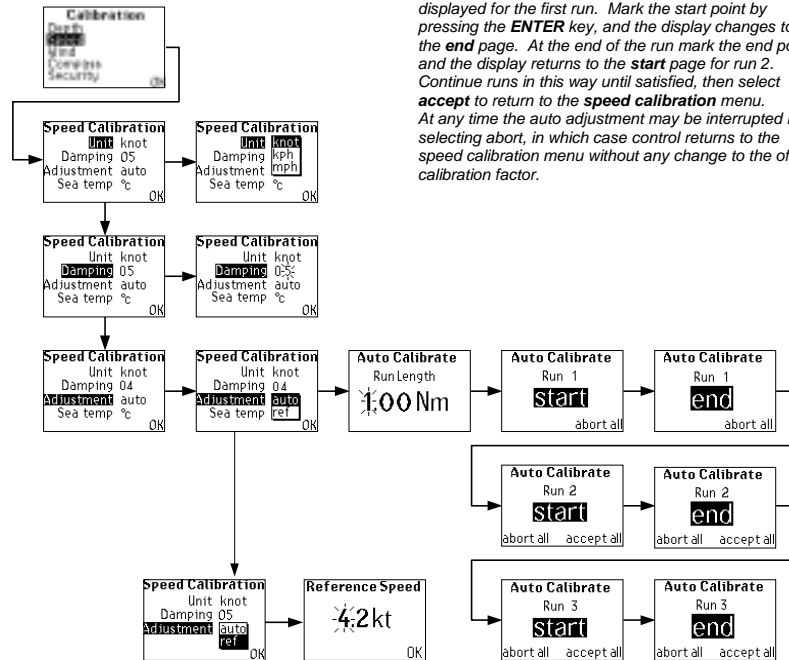 displayed for the first run. Mark the start point by
pressing the ENTER key, and the display changes to
the end page. At the end of the run mark the end
and the display returns to the start page for run 2.
Continue runs in this way until satisfied, then select
accept to return to the speed calibration menu.
At any time the auto adjustment may be interrupted
selecting abort, in which case control returns to the
speed calibration menu without any change to the
calibration factor.
Calibration
Depth
Speed
Wind
Compass
Security
OK
Speed Calibration
Unit knot
Damping 05
Adjustment auto
Sea temp °c
OK
Speed Calibration
Unit knot
Damping kph
Adjustment mph
Sea temp °c
OK
Speed Calibration
Unit knot
Damping 05
Adjustment auto
Sea temp °c
OK
Speed Calibration
Unit knot
Damping 05
Adjustment auto
Sea temp °c
OK
Speed Calibration
Unit knot
Damping 04
Adjustment auto
Sea temp °c
OK
Speed Calibration
Unit knot
Damping 04
Adjustment auto
Sea temp ref
OK
Auto Calibrate
Run Length
1.00 Nm
Auto Calibrate
Run 1
start
abort all
Auto Calibrate
Run 1
end
abort all
Auto Calibrate
Run 2
start
abort all accept all
Auto Calibrate
Run 2
end
abort all accept all
Speed Calibration
Unit knot
Damping 05
Adjustment auto
ref
OK
Reference Speed
4.2kt
OK
Auto Calibrate
Run 3
start
abort all accept all
Auto Calibrate
Run 3
end
abort all accept all